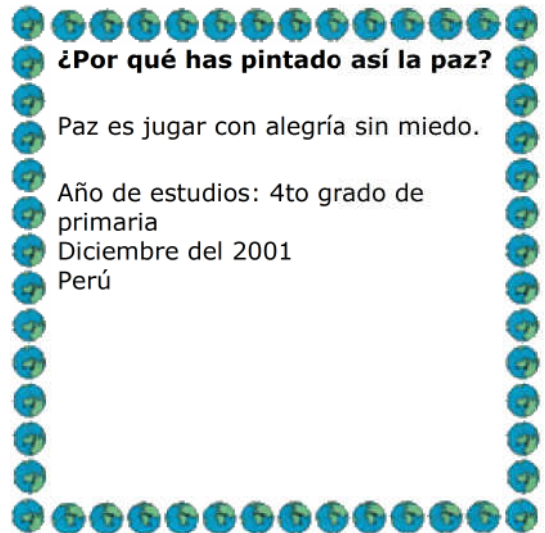 ¿Por qué has pintado así la paz?
Paz es jugar con alegría sin miedo.
Año de estudios: 4to grado de
primaria
Diciembre del 2001
Perú